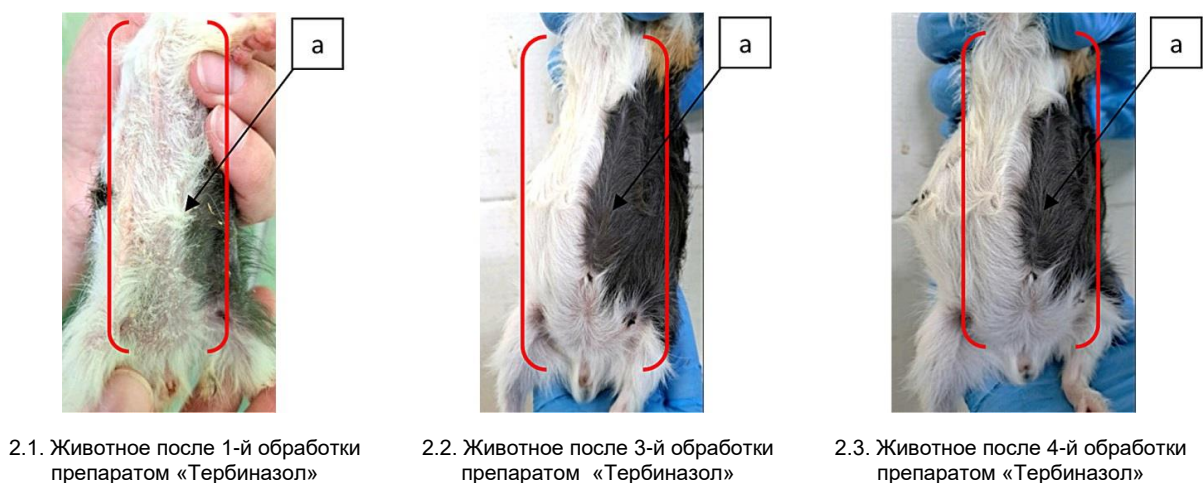 а
а
а
2.1. Животное после 1-й обработки
препаратом «Тербиназол»
2.2. Животное после 3-й обработки
препаратом «Тербиназол»
2.3. Животное после 4-й обработки
препаратом «Тербиназол»